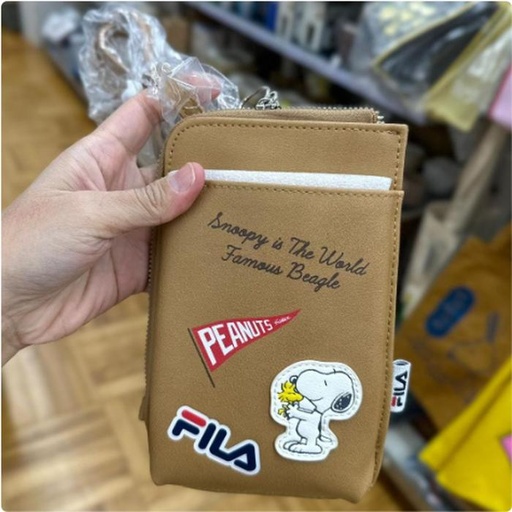 Snoopy is The World
Famous Beagle
PEANUTS
FILA
FILA